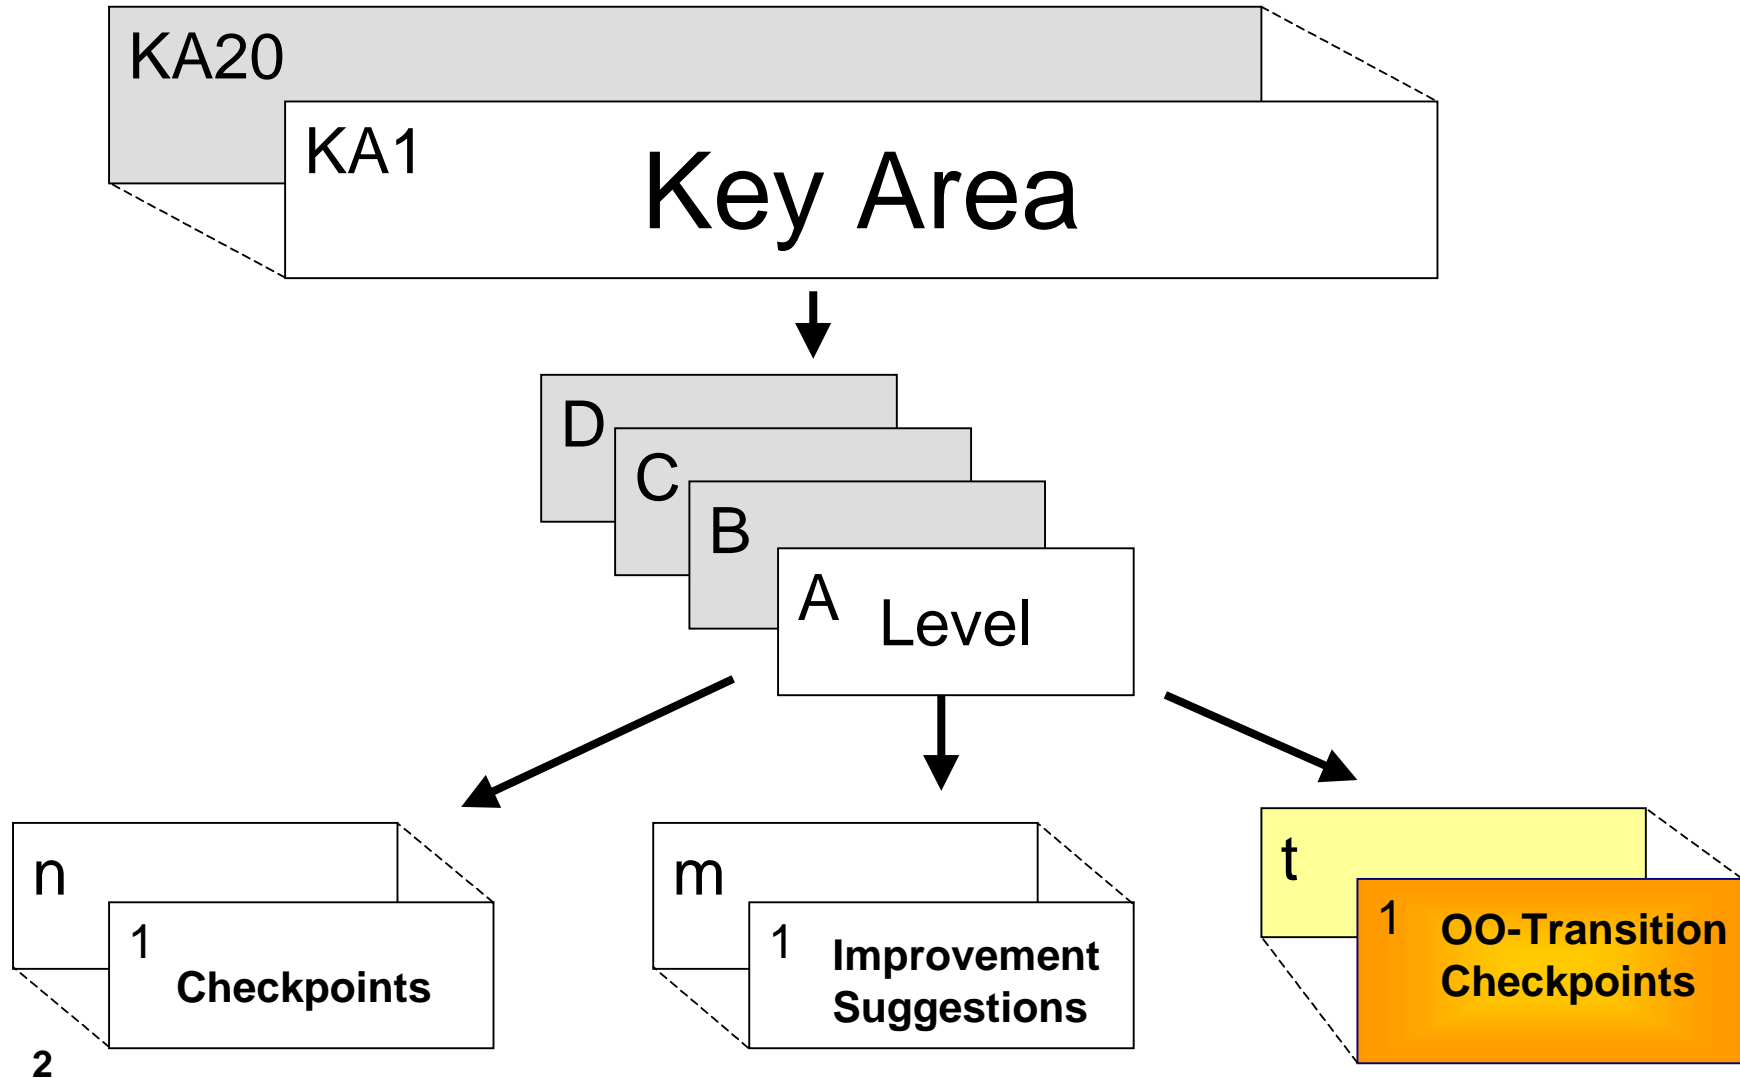 KA20
KA1
Key Area
D
C
B
A
Level
n
1
Checkpoints
m
1
Improvement
Suggestions
t
1
OO-Transition
Checkpoints
2